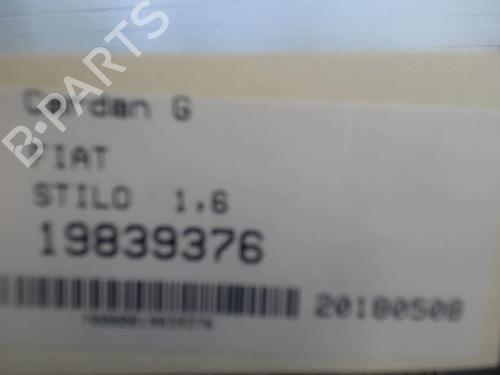 B-PARTS
Cardan G
FIAT
STILO 1,6
19839376
20180508